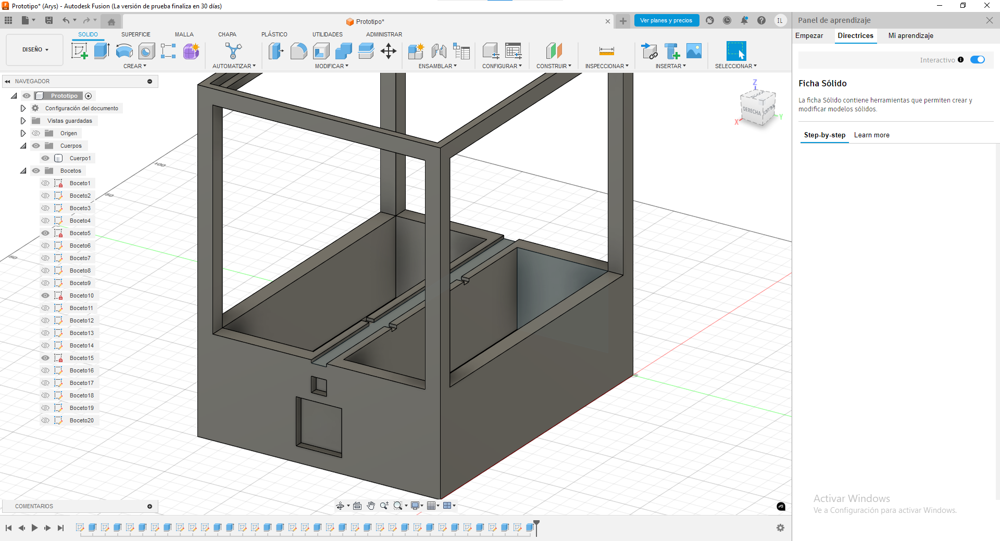 Prototipo* (Arys) - Autodesk Fusion (La versión de prueba finaliza en 30 días)
Prototipo*
Ver planes y precios
IL
Panel de aprendizaje
DISEÑO
SOLIDO
SUPERFICIE
MALLA
CHAPA
PLÁSTICO
UTILIDADES
ADMINISTRAR
CREAR
AUTOMATIZAR
MODIFICAR
ENSAMBLAR
CONFIGURAR
CONSTRUIR
INSPECCIONAR
INSERTAR
SELECCIONAR
Empezar
Directrices
Mi aprendizaje
Interactivo
Ficha Sólido
La ficha Sólido contiene herramientas que permiten crear y
modificar modelos sólidos.
Step-by-step
Learn more
NAVEGADOR
Prototipo
Configuración del documento
Vistas guardadas
Origen
Cuerpos
Cuerpo1
Bocetos
Boceto1
Boceto2
Boceto3
Boceto4
Boceto5
Boceto6
Boceto7
Boceto8
Boceto9
Boceto10
Boceto11
Boceto12
Boceto13
Boceto14
Boceto15
Boceto16
Boceto17
Boceto18
Boceto19
Boceto20
100
50
50
Z
DERECHA
X
Y
COMENTARIOS
Activar Windows
Ve a Configuración para activar Windows.